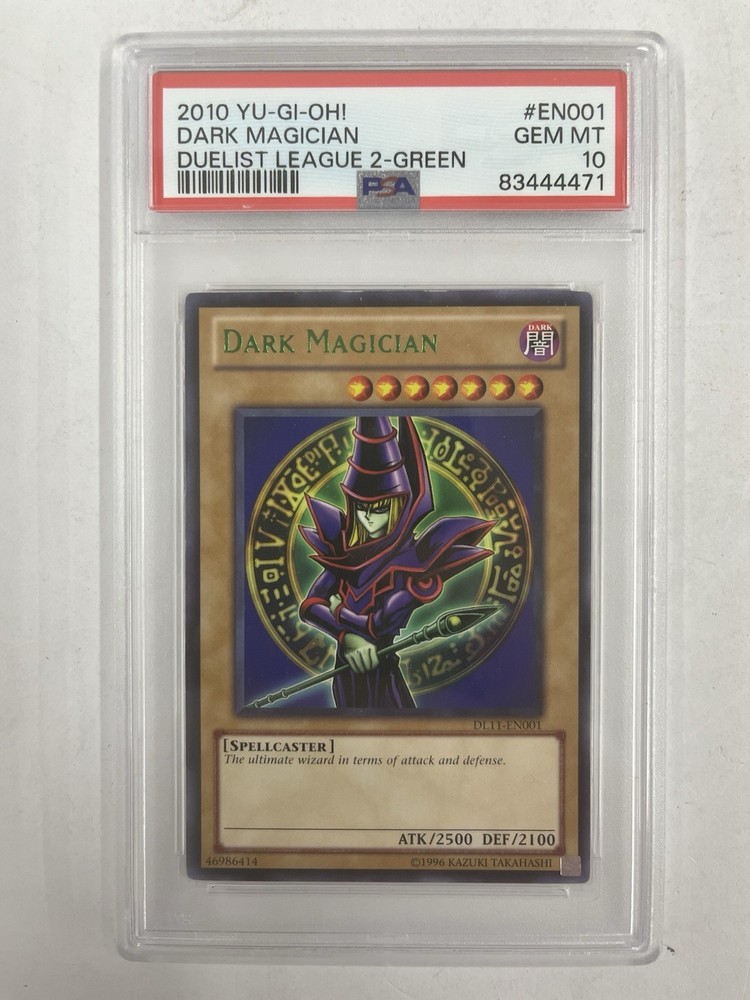 2010 YU-GI-OH! #EN001
DARK MAGICIAN GEM MT
DUELIST LEAGUE 2-GREEN 10
PSA 83444471
DARK MAGICIAN
DARK
闇
DL11-EN001
[SPELLCASTER]
The ultimate wizard in terms of attack and defense.
ATK/2500 DEF/2100
46986414 ©1996 KAZUKI TAKAHASHI